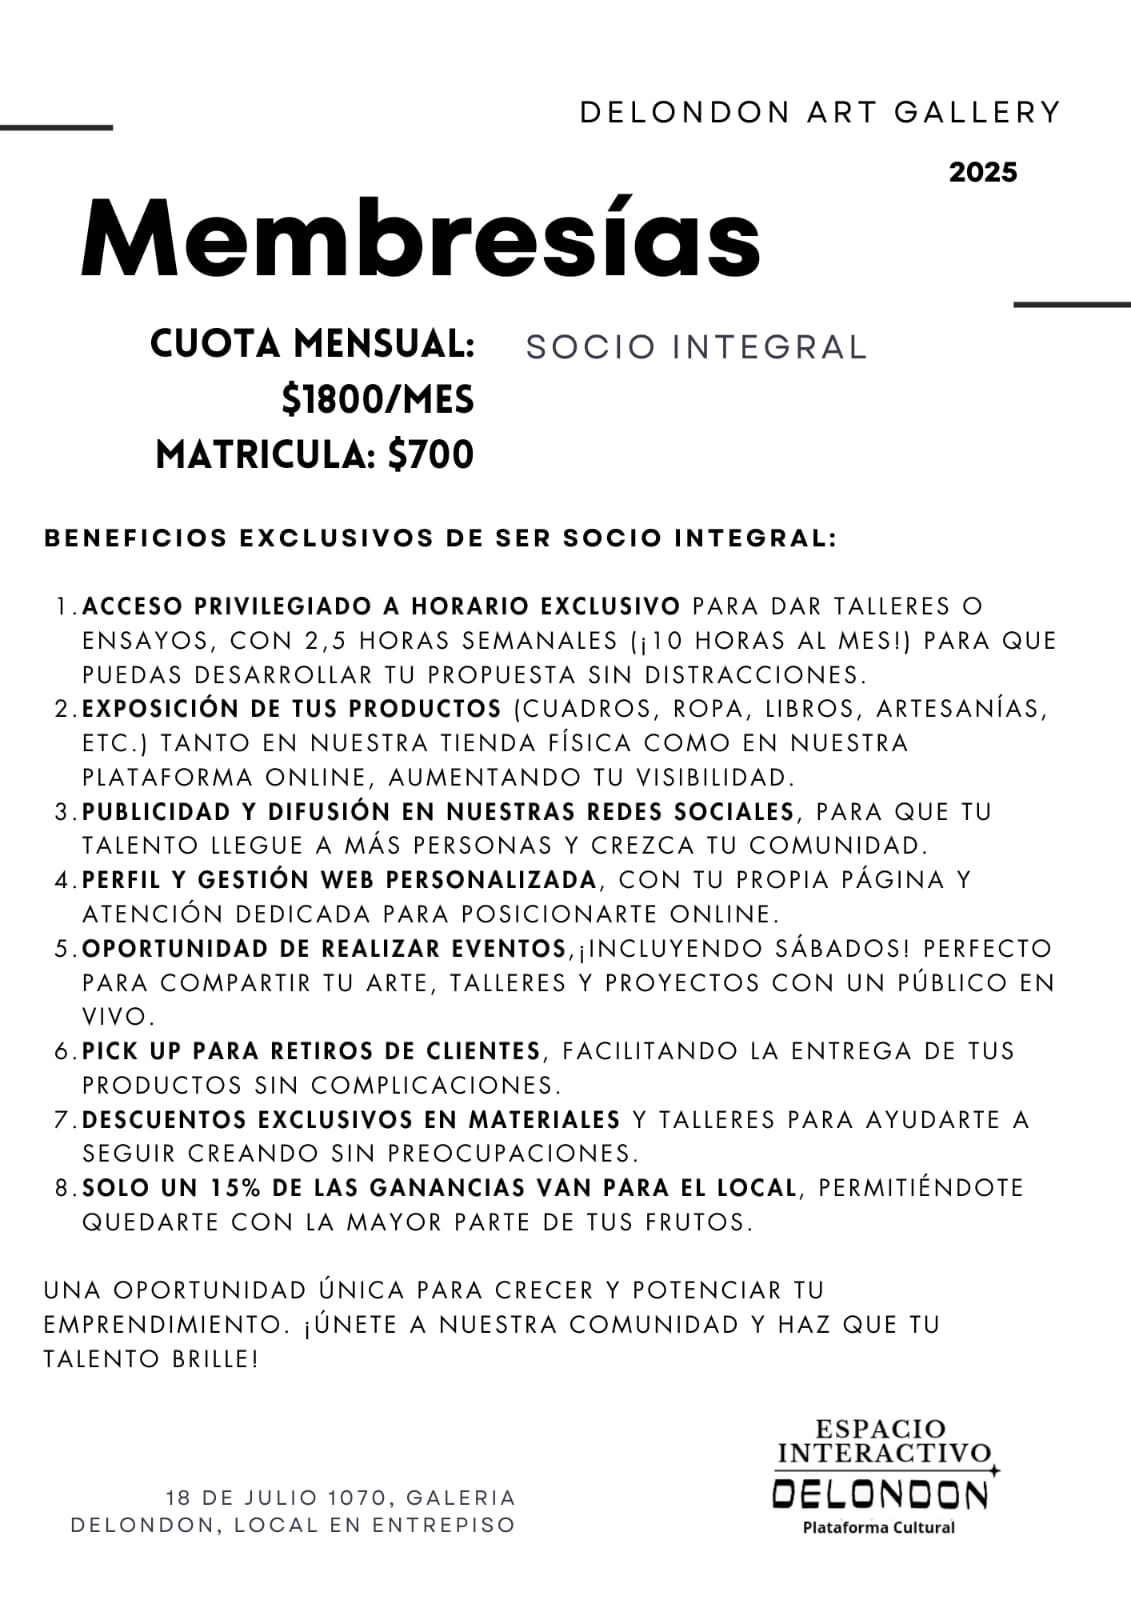 DELONDON ART GALLERY
2025
Membresías
CUOTA MENSUAL:
$1800/MES
MATRICULA: $700
SOCIO INTEGRAL
BENEFICIOS EXCLUSIVOS DE SER SOCIO INTEGRAL:
1. ACCESO PRIVILEGIADO A HORARIO EXCLUSIVO PARA DAR TALLERES O
ENSAYOS, CON 2,5 HORAS SEMANALES (¡10 HORAS AL MES!) PARA QUE
PUEDAS DESARROLLAR TU PROPUESTA SIN DISTRACCIONES.
2. EXPOSICIÓN DE TUS PRODUCTOS (CUADROS, ROPA, LIBROS, ARTESANÍAS,
ETC.) TANTO EN NUESTRA TIENDA FÍSICA COMO EN NUESTRA
PLATAFORMA ONLINE, AUMENTANDO TU VISIBILIDAD.
3. PUBLICIDAD Y DIFUSIÓN EN NUESTRAS REDES SOCIALES, PARA QUE TU
TALENTO LLEGUE A MÁS PERSONAS Y CREZCA TU COMUNIDAD.
4. PERFIL Y GESTIÓN WEB PERSONALIZADA, CON TU PROPIA PÁGINA Y
ATENCIÓN DEDICADA PARA POSICIONARTE ONLINE.
5. OPORTUNIDAD DE REALIZAR EVENTOS,¡INCLUYENDO SÁBADOS! PERFECTO
PARA COMPARTIR TU ARTE, TALLERES Y PROYECTOS CON UN PÚBLICO EN
VIVO.
6. PICK UP PARA RETIROS DE CLIENTES, FACILITANDO LA ENTREGA DE TUS
PRODUCTOS SIN COMPLICACIONES.
7. DESCUENTOS EXCLUSIVOS EN MATERIALES Y TALLERES PARA AYUDARTE A
SEGUIR CREANDO SIN PREOCUPACIONES.
8. SOLO UN 15% DE LAS GANANCIAS VAN PARA EL LOCAL, PERMITIÉNDOTE
QUEDARTE CON LA MAYOR PARTE DE TUS FRUTOS.
UNA OPORTUNIDAD ÚNICA PARA CRECER Y POTENCIAR TU
EMPRENDIMIENTO. ¡ÚNETE A NUESTRA COMUNIDAD Y HAZ QUE TU
TALENTO BRILLE!
18 DE JULIO 1070, GALERIA
DELONDON, LOCAL EN ENTREPISO
ESPACIO
INTERACTIVO
DELONDON
Plataforma Cultural